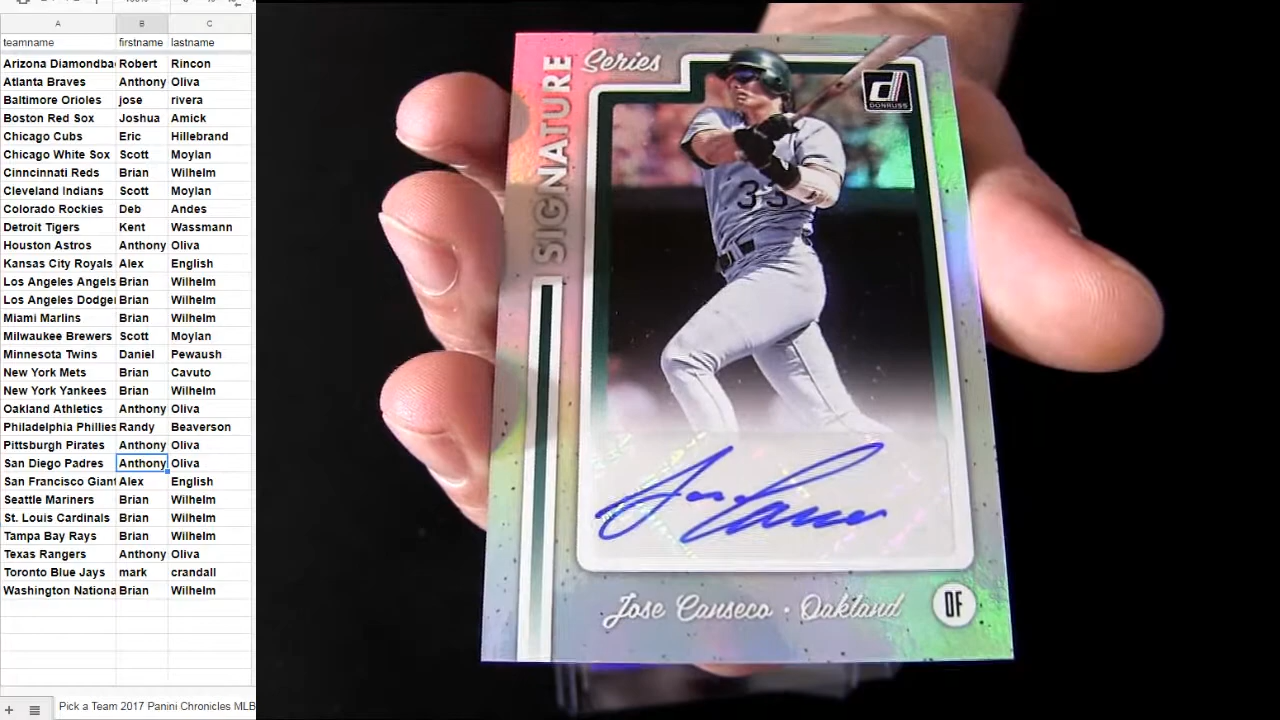 A B C
teamname firstname lastname
Arizona Diamondba Robert Rincon
Atlanta Braves Anthony Oliva
Baltimore Orioles jose rivera
Boston Red Sox Joshua Amick
Chicago Cubs Eric Hillebrand
Chicago White Sox Scott Moylan
Cinncinnati Reds Brian Wilhelm
Cleveland Indians Scott Moylan
Colorado Rockies Deb Andes
Detroit Tigers Kent Wassmann
Houston Astros Anthony Oliva
Kansas City Royals Alex English
Los Angeles Angels Brian Wilhelm
Los Angeles Dodge Brian Wilhelm
Miami Marlins Brian Wilhelm
Milwaukee Brewers Scott Moylan
Minnesota Twins Daniel Pewaush
New York Mets Brian Cavuto
New York Yankees Brian Wilhelm
Oakland Athletics Anthony Oliva
Philadelphia Phillies Randy Beaverson
Pittsburgh Pirates Anthony Oliva
San Diego Padres Anthony Oliva
San Francisco Giant Alex English
Seattle Mariners Brian Wilhelm
St. Louis Cardinals Brian Wilhelm
Tampa Bay Rays Brian Wilhelm
Texas Rangers Anthony Oliva
Toronto Blue Jays mark crandall
Washington Nationa Brian Wilhelm
Pick a Team 2017 Panini Chronicles MLB
SIGNATURE Series
d
DONRUSS
33
Jose Canseco · Oakland
OF